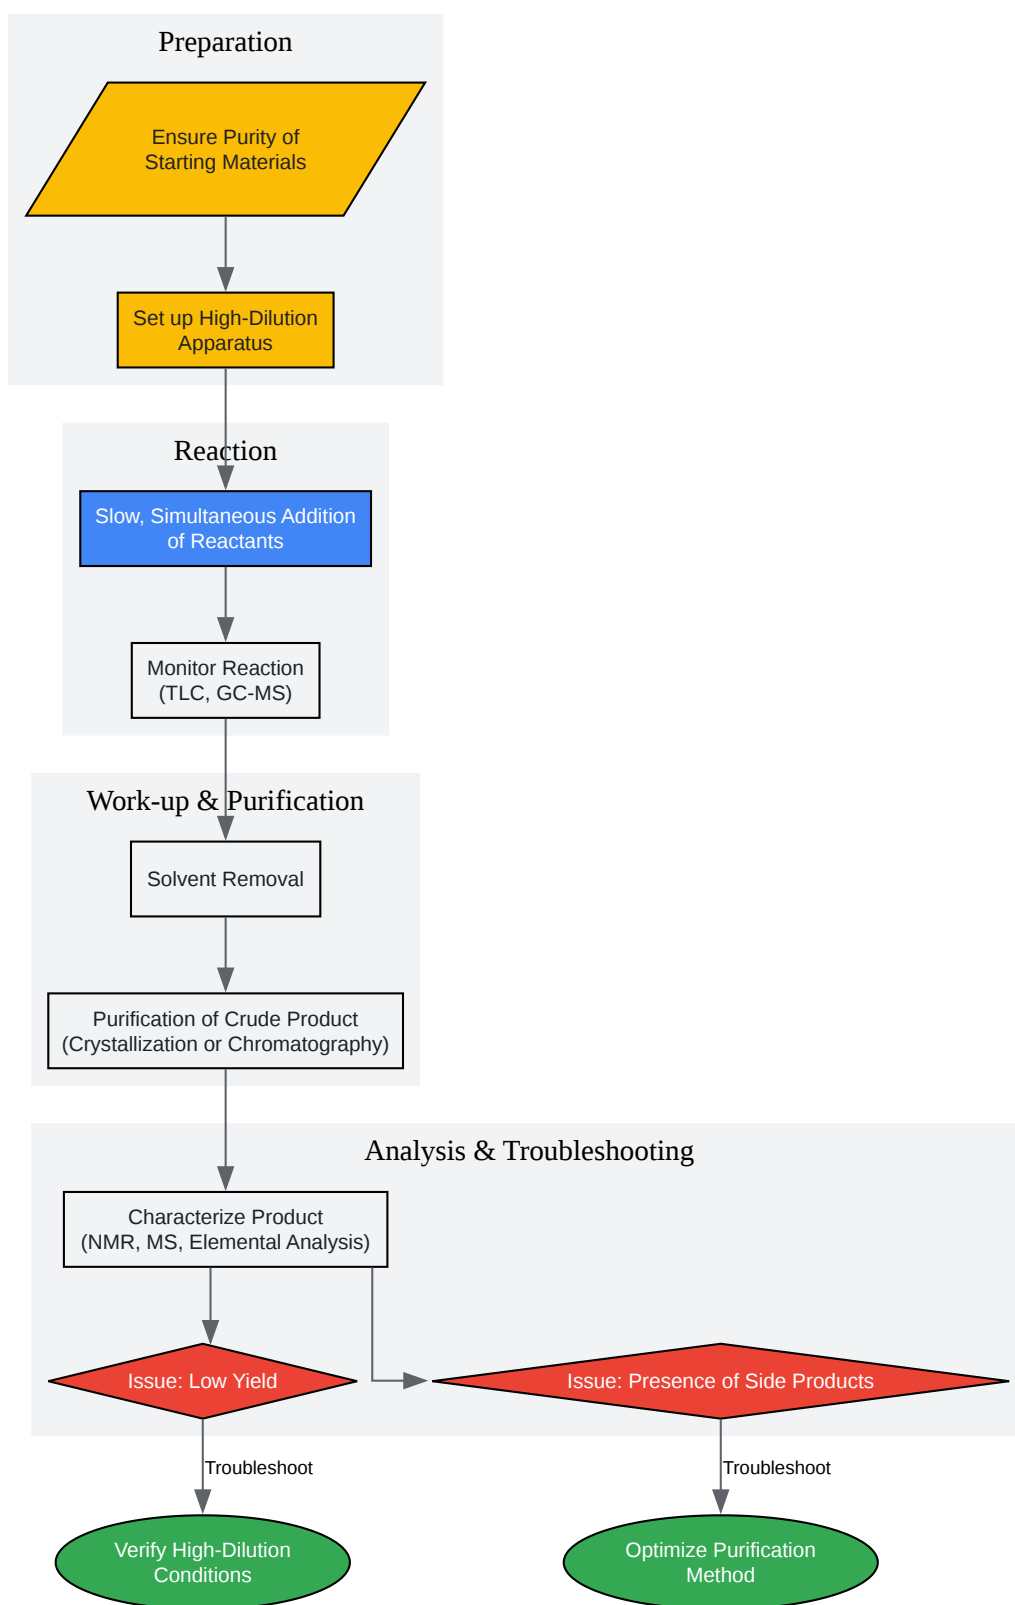 Preparation
Ensure Purity of
Starting Materials
Set up High-Dilution
Apparatus
Reaction
Slow, Simultaneous Addition
of Reactants
Monitor Reaction
(TLC, GC-MS)
Work-up & Purification
Solvent Removal
Purification of Crude Product
(Crystallization or Chromatography)
Analysis & Troubleshooting
Characterize Product
(NMR, MS, Elemental Analysis)
Issue: Low Yield
Issue: Presence of Side Products
Troubleshoot
Troubleshoot
Verify High-Dilution
Conditions
Optimize Purification
Method